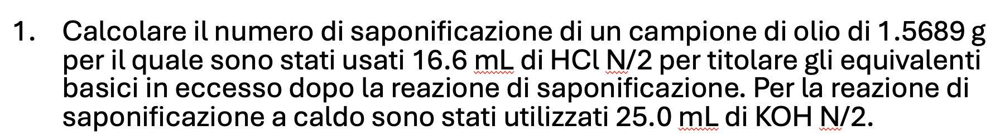 1. Calcolare il numero di saponificazione di un campione di olio di 1.5689 g
per il quale sono stati usati 16.6 mL di HCl N/2 per titolare gli equivalenti
basici in eccesso dopo la reazione di saponificazione. Per la reazione di
saponificazione a caldo sono stati utilizzati 25.0 mL di KOH N/2.